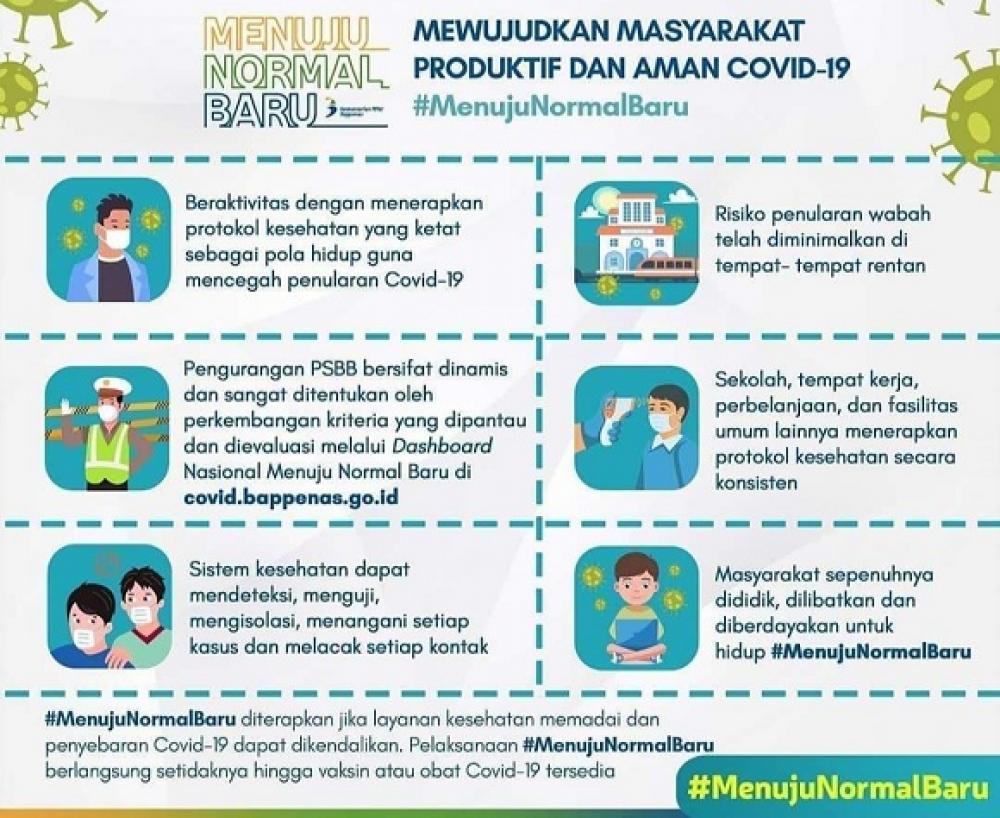 MENUJU
NORMAL
BARU
MEWUJUDKAN MASYARAKAT
PRODUKTIF DAN AMAN COVID-19
#MenujuNormalBaru
Beraktivitas dengan menerapkan
protokol kesehatan yang ketat
sebagai pola hidup guna
mencegah penularan Covid-19
Risiko penularan wabah
telah diminimalkan di
tempat- tempat rentan
Pengurangan PSBB bersifat dinamis
dan sangat ditentukan oleh
perkembangan kriteria yang dipantau
dan dievaluasi melalui Dashboard
Nasional Menuju Normal Baru di
covid.bappenas.go.id
Sekolah, tempat kerja,
perbelanjaan, dan fasilitas
umum lainnya menerapkan
protokol kesehatan secara
konsisten
Sistem kesehatan dapat
mendeteksi, menguji,
mengisolasi, menangani setiap
kasus dan melacak setiap kontak
Masyarakat sepenuhnya
dididik, dilibatkan dan
diberdayakan untuk
hidup #MenujuNormalBaru
#MenujuNormalBaru diterapkan jika layanan kesehatan memadai dan
penyebaran Covid-19 dapat dikendalikan. Pelaksanaan #MenujuNormalBaru
berlangsung setidaknya hingga vaksin atau obat Covid-19 tersedia
#MenujuNormalBaru